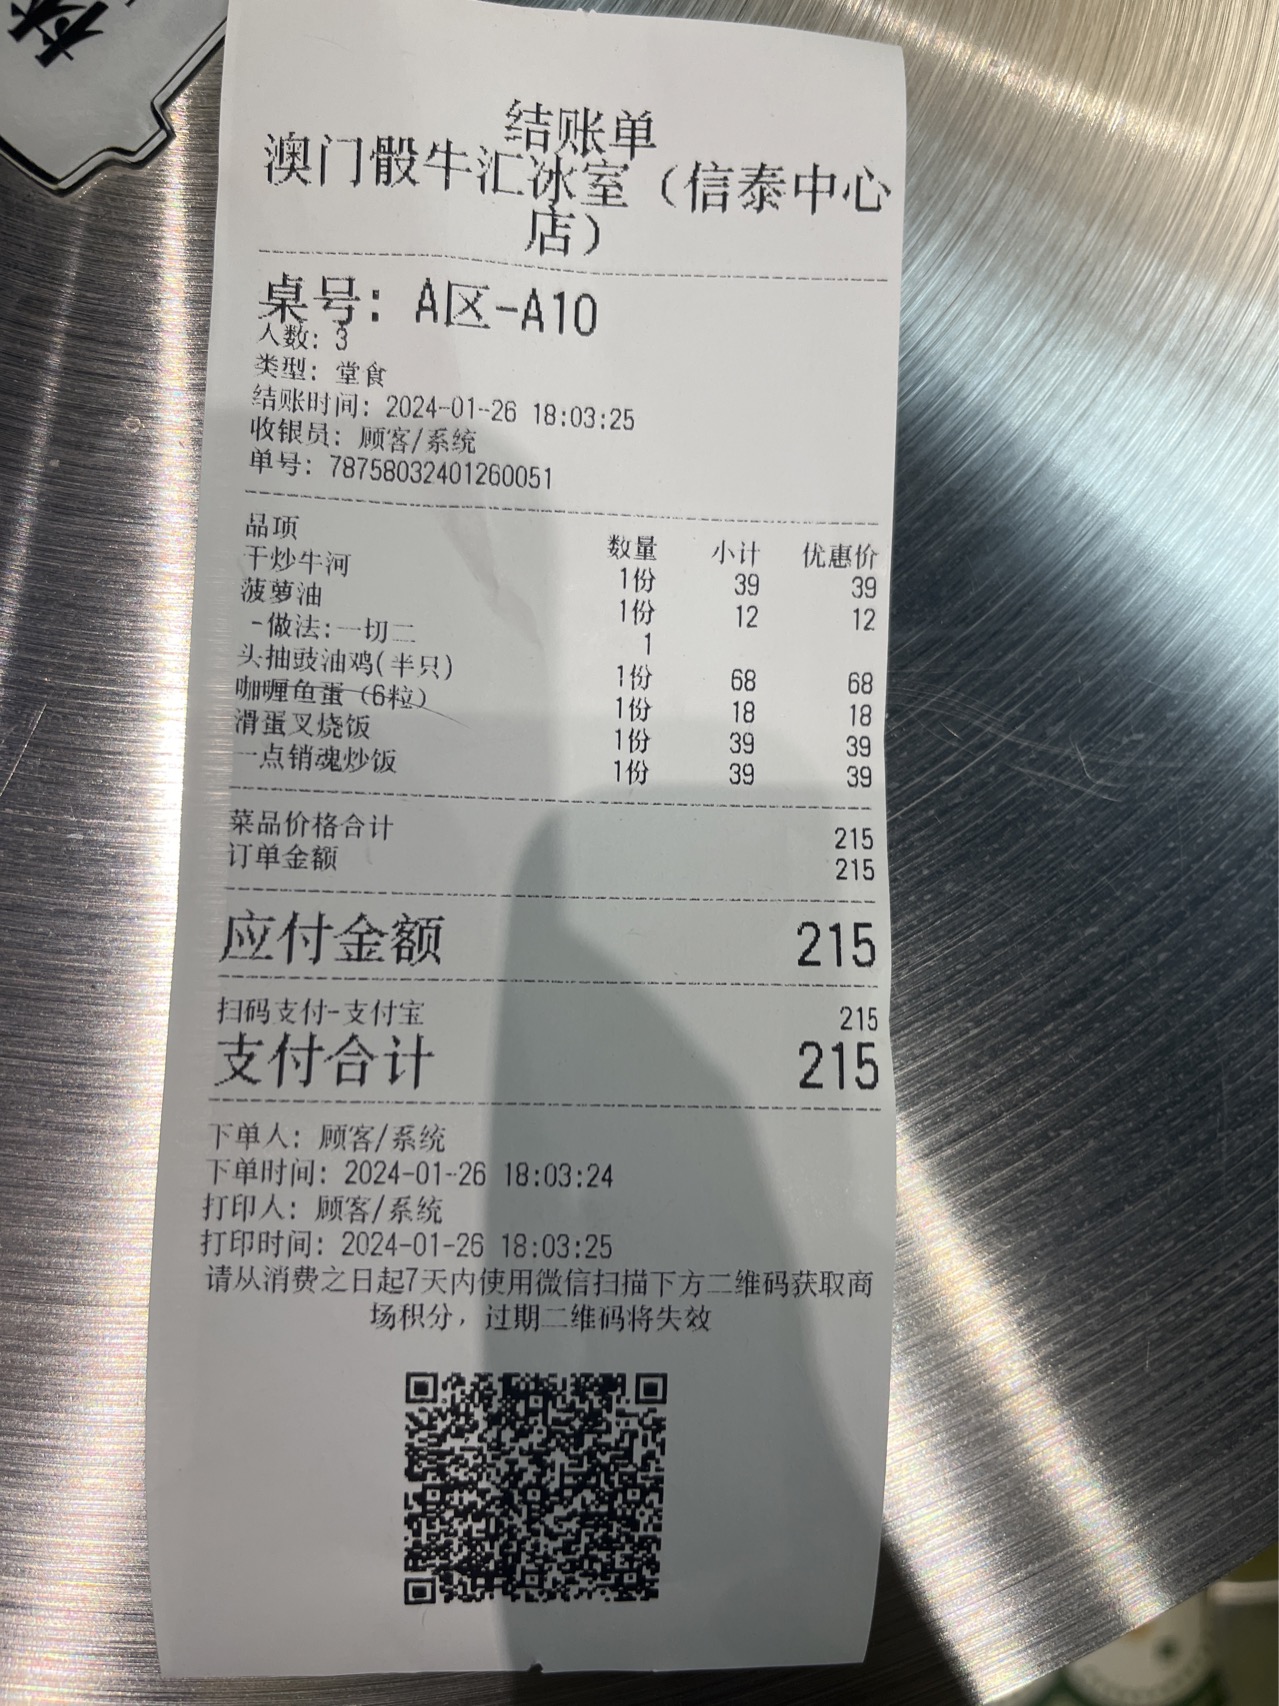 结账单
澳门骰牛汇冰室（信泰中心
店）
桌号: A区-A10
人数: 3
类型: 堂食
结账时间: 2024-01-26 18:03:25
收银员: 顾客/系统
单号: 78758032401260051
品项 数量 小计 优惠价
干炒牛河 1份 39 39
菠萝油 1份 12 12
-做法:一切二 1
头抽豉油鸡(半只) 1份 68 68
咖喱鱼蛋（6粒） 1份 18 18
滑蛋叉烧饭 1份 39 39
一点销魂炒饭 1份 39 39
菜品价格合计 215
订单金额 215
应付金额 215
扫码支付-支付宝 215
支付合计 215
下单人: 顾客/系统
下单时间: 2024-01-26 18:03:24
打印人: 顾客/系统
打印时间: 2024-01-26 18:03:25
请从消费之日起7天内使用微信扫描下方二维码获取商
场积分，过期二维码将失效